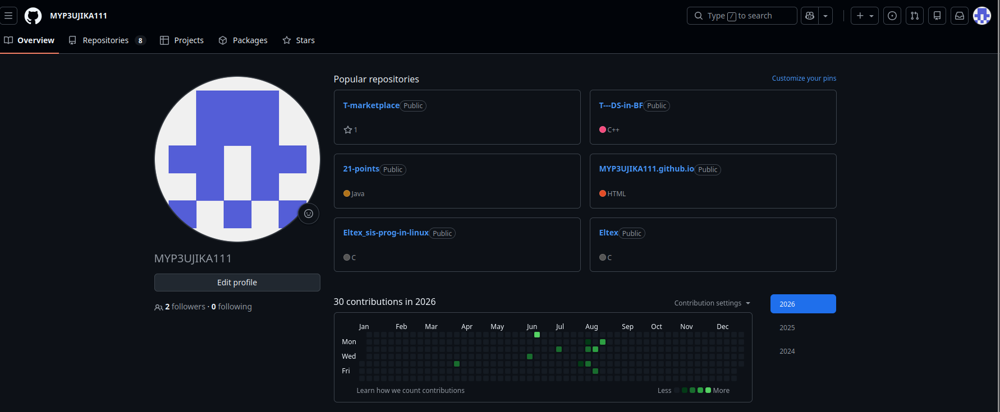 MYP3UJIKA111
Type / to search
Overview Repositories 8 Projects Packages Stars
Popular repositories
Customize your pins
T-marketplace Public
1
T---DS-in-BF Public
C++
21-points Public
Java
MYP3UJIKA111.github.io Public
HTML
Eltex_sis-prog-in-linux Public
C
Eltex Public
C
MYP3UJIKA111
Edit profile
2 followers · 0 following
30 contributions in 2026
Contribution settings
2026
2025
2024
Jan Feb Mar Apr May Jun Jul Aug Sep Oct Nov Dec
Mon
Wed
Fri
Learn how we count contributions
Less More